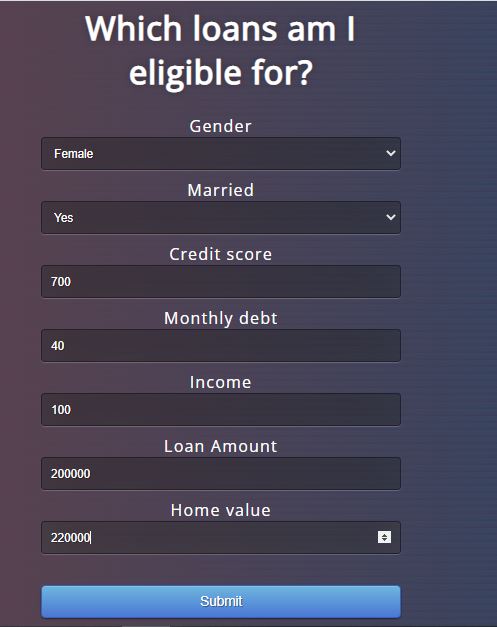 Which loans am I
eligible for?
Gender
Female
Married
Yes
Credit score
700
Monthly debt
40
Income
100
Loan Amount
200000
Home value
220000
Submit